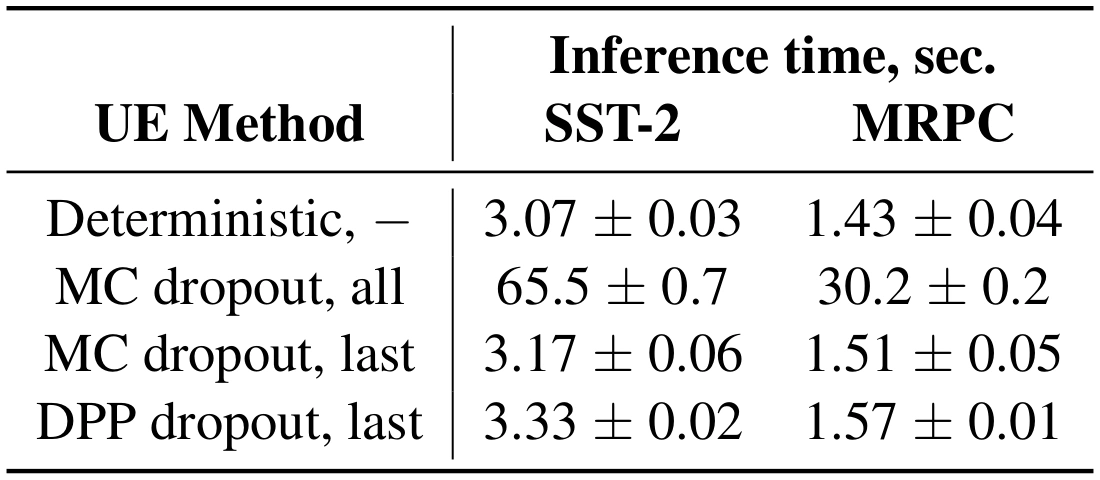 Inference time, sec.
UE Method SST-2 MRPC
Deterministic, − 3.07 ± 0.03 1.43 ± 0.04
MC dropout, all 65.5 ± 0.7 30.2 ± 0.2
MC dropout, last 3.17 ± 0.06 1.51 ± 0.05
DPP dropout, last 3.33 ± 0.02 1.57 ± 0.01